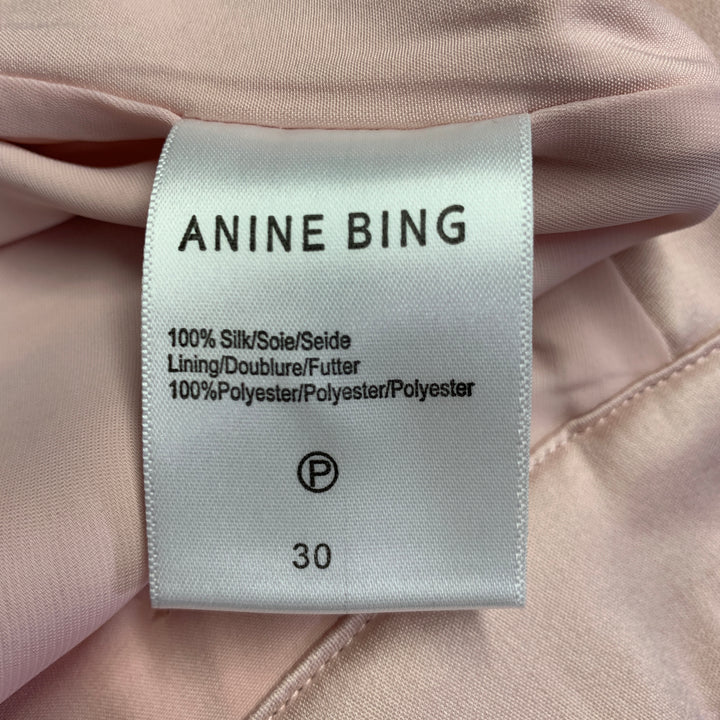 ANINE BING
100% Silk/Soie/Seide
Lining/Doublure/Futter
100%Polyester/Polyester/Polyester
P
30